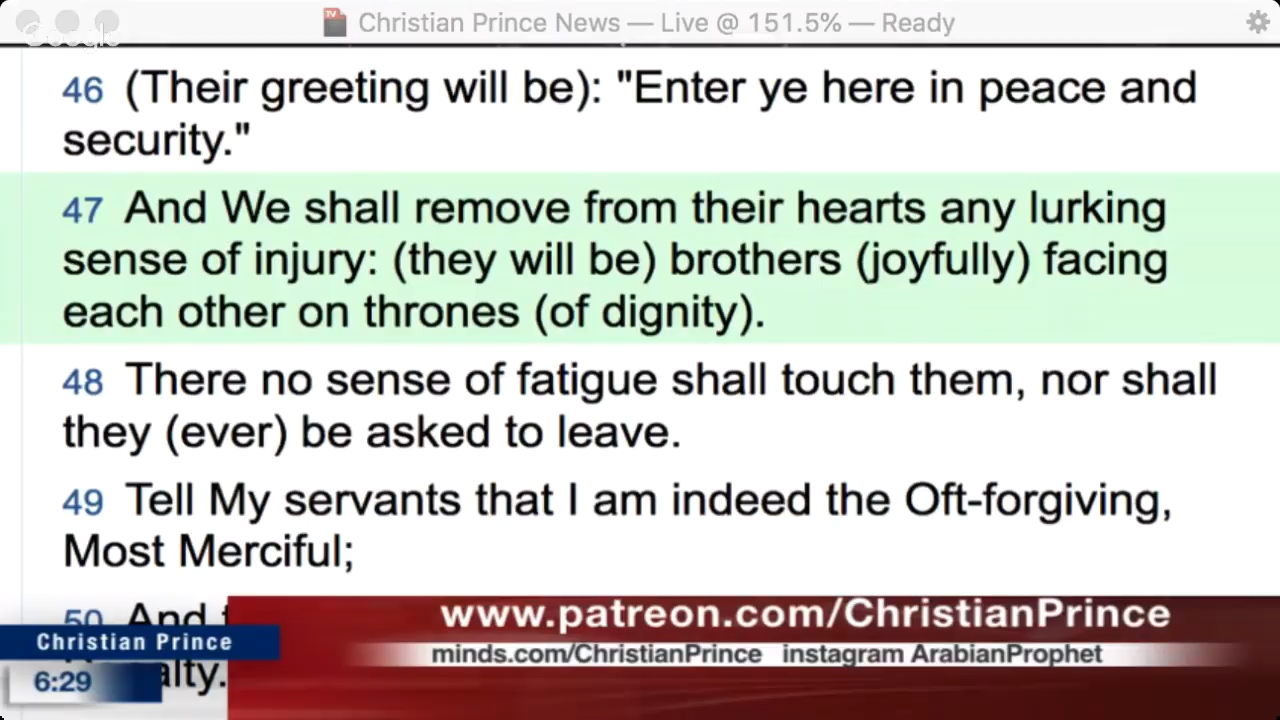 Christian Prince News — Live @ 151.5% — Ready
Google
46 (Their greeting will be): "Enter ye here in peace and
security."
47 And We shall remove from their hearts any lurking
sense of injury: (they will be) brothers (joyfully) facing
each other on thrones (of dignity).
48 There no sense of fatigue shall touch them, nor shall
they (ever) be asked to leave.
49 Tell My servants that I am indeed the Oft-forgiving,
Most Merciful;
50 And
www.patreon.com/ChristianPrince
Christian Prince
minds.com/ChristianPrince instagram ArabianProphet
6:29